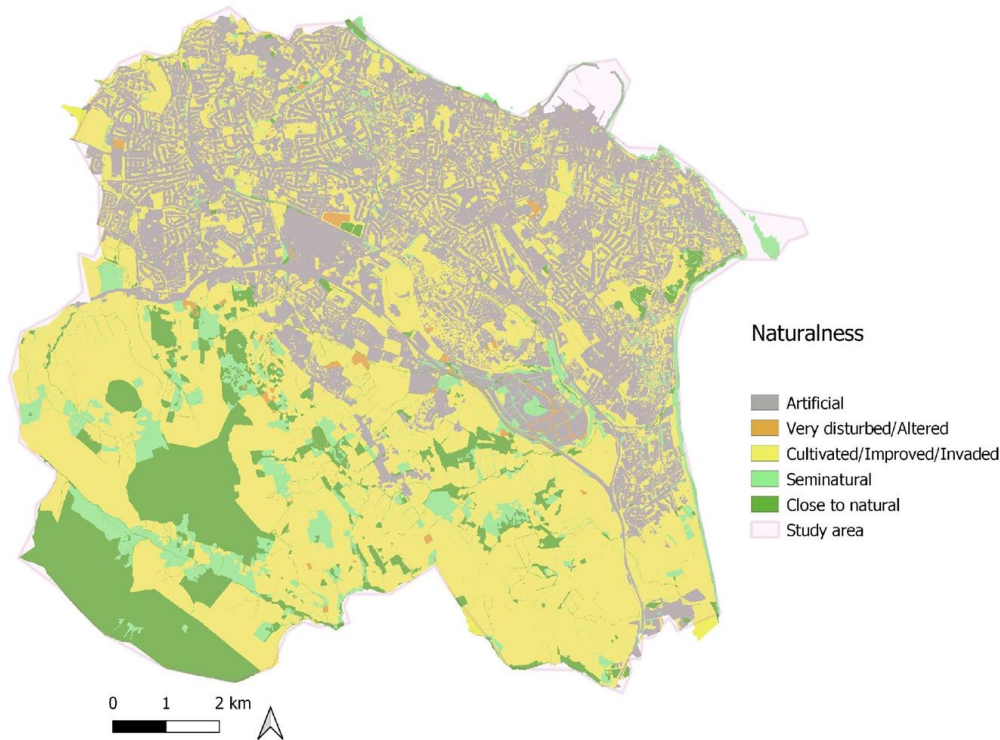 Naturalness
Artificial
Very disturbed/Altered
Cultivated/Improved/Invaded
Seminatural
Close to natural
Study area
0 1 2 km